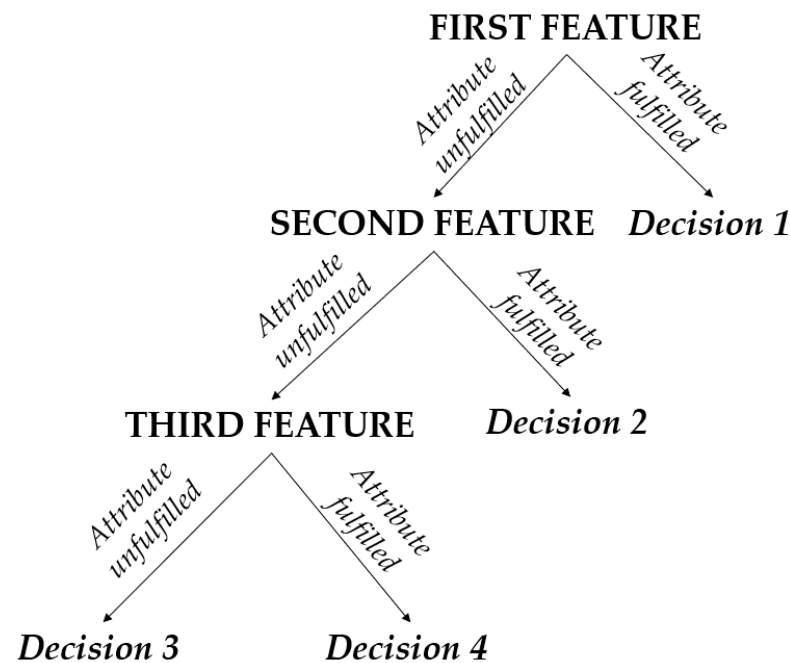 FIRST FEATURE
Attribute
unfulfilled
Attribute
fulfilled
SECOND FEATURE
Decision 1
Attribute
unfulfilled
Attribute
fulfilled
THIRD FEATURE
Decision 2
Attribute
unfulfilled
Attribute
fulfilled
Decision 3
Decision 4